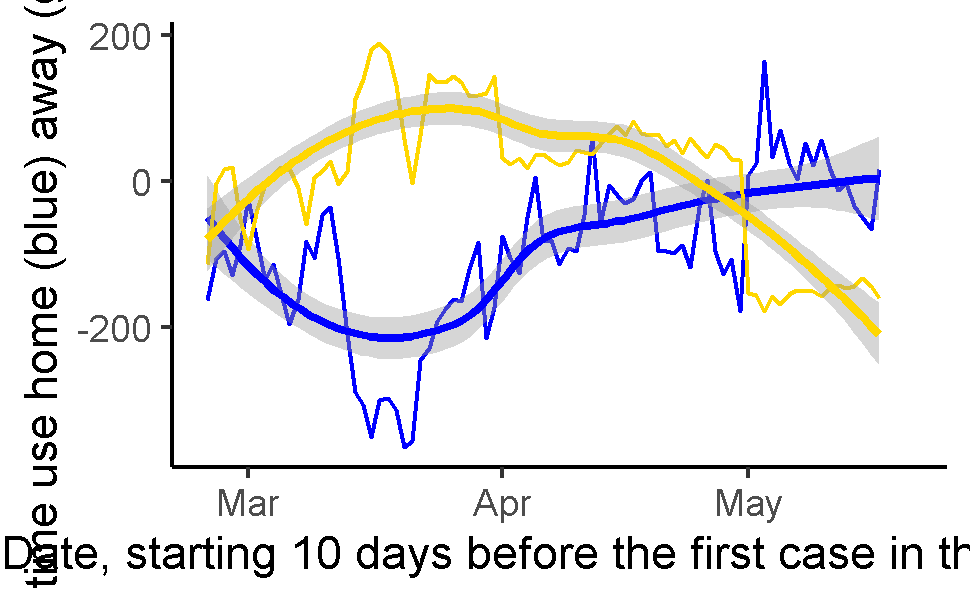 time use home (blue) away (
200
0
-200
Mar
Apr
May
Date, starting 10 days before the first case in th